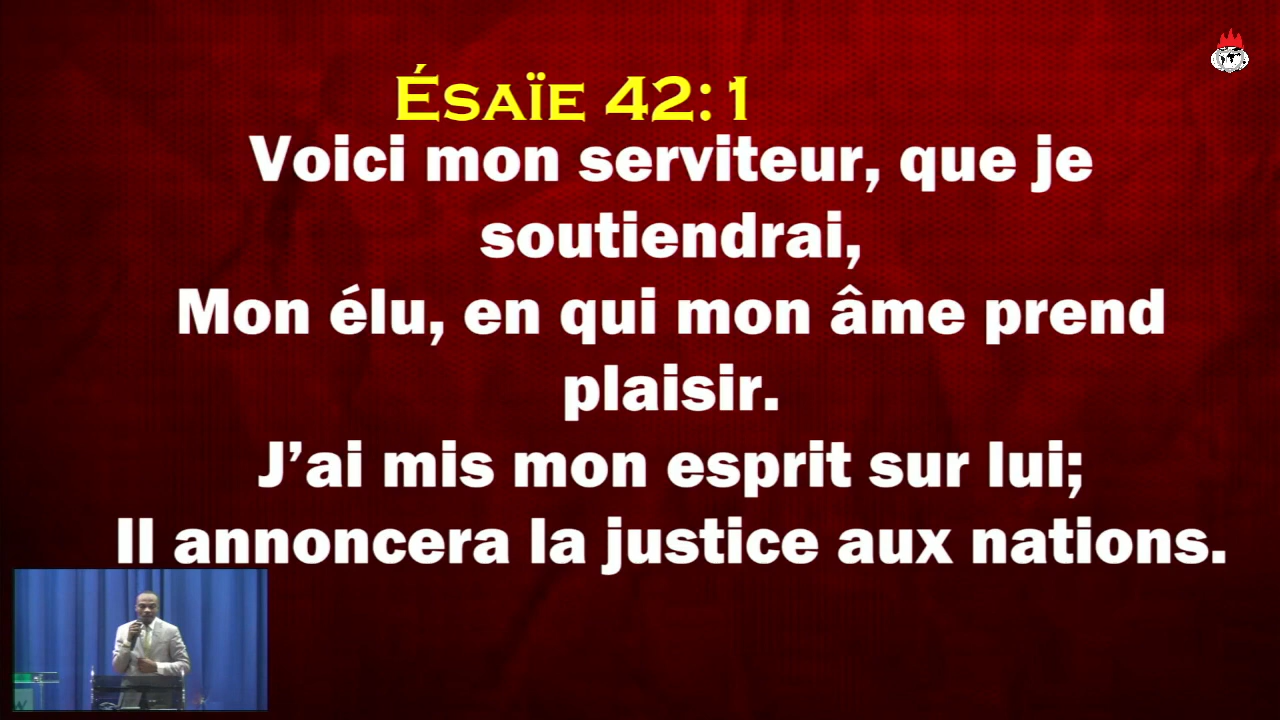 Ésaïe 42:1
Voici mon serviteur, que je
soutiendrai,
Mon élu, en qui mon âme prend
plaisir.
J’ai mis mon esprit sur lui;
Il annoncera la justice aux nations.